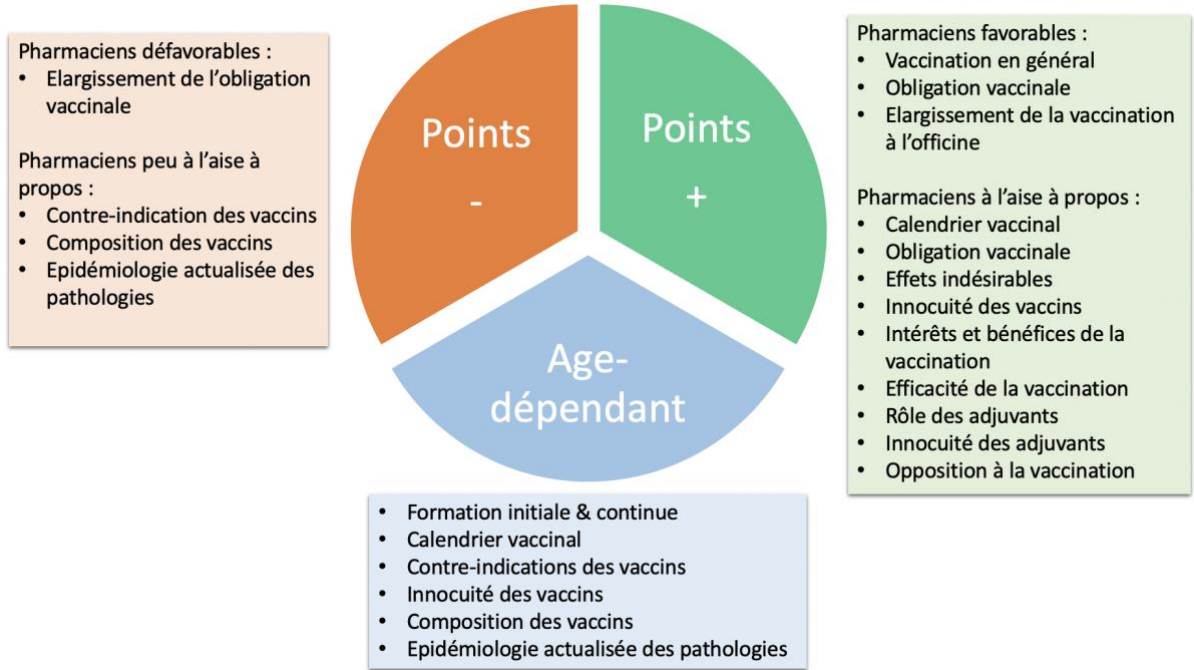 Pharmaciens défavorables :
• Elargissement de l’obligation
vaccinale
Pharmaciens peu à l’aise à
propos :
• Contre-indication des vaccins
• Composition des vaccins
• Epidémiologie actualisée des
pathologies
Points
-
Points
+
Age-
dépendant
Pharmaciens favorables :
• Vaccination en général
• Obligation vaccinale
• Elargissement de la vaccination
à l’officine
Pharmaciens à l’aise à propos :
• Calendrier vaccinal
• Obligation vaccinale
• Effets indésirables
• Innocuité des vaccins
• Intérêts et bénéfices de la
vaccination
• Efficacité de la vaccination
• Rôle des adjuvants
• Innocuité des adjuvants
• Opposition à la vaccination
• Formation initiale & continue
• Calendrier vaccinal
• Contre-indications des vaccins
• Innocuité des vaccins
• Composition des vaccins
• Epidémiologie actualisée des pathologies